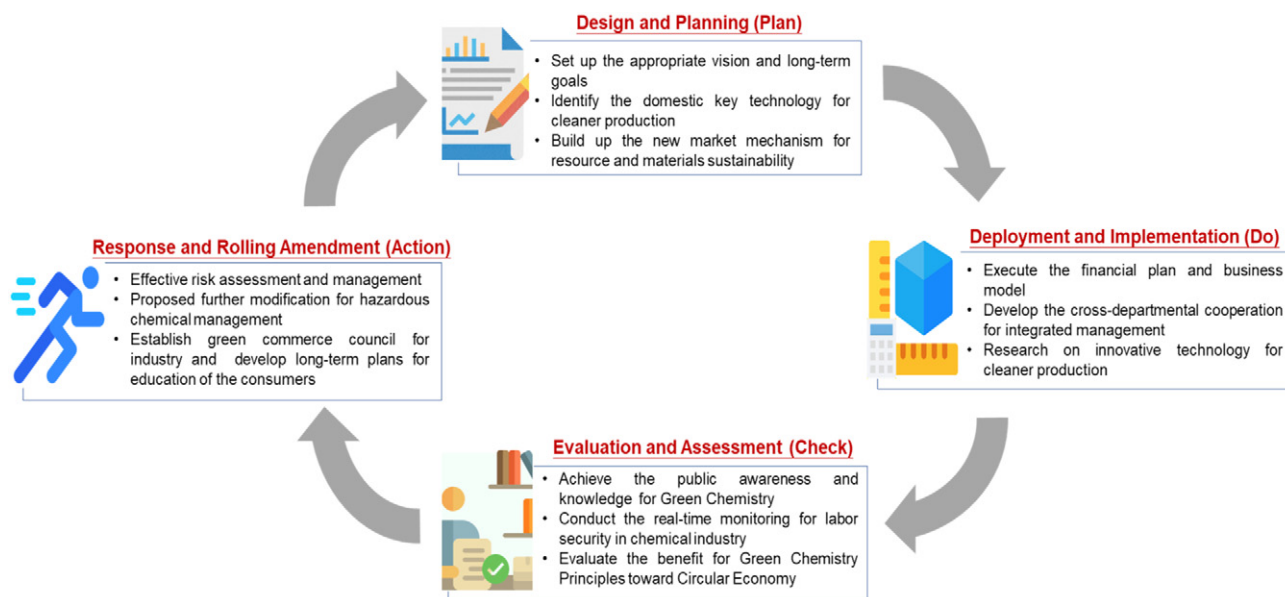 Design and Planning (Plan)
• Set up the appropriate vision and long-term
goals
• Identify the domestic key technology for
cleaner production
• Build up the new market mechanism for
resource and materials sustainability
Deployment and Implementation (Do)
• Execute the financial plan and business
model
• Develop the cross-departmental cooperation
for integrated management
• Research on innovative technology for
cleaner production
Evaluation and Assessment (Check)
• Achieve the public awareness and
knowledge for Green Chemistry
• Conduct the real-time monitoring for labor
security in chemical industry
• Evaluate the benefit for Green Chemistry
Principles toward Circular Economy
Response and Rolling Amendment (Action)
• Effective risk assessment and management
• Proposed further modification for hazardous
chemical management
• Establish green commerce council for
industry and develop long-term plans for
education of the consumers